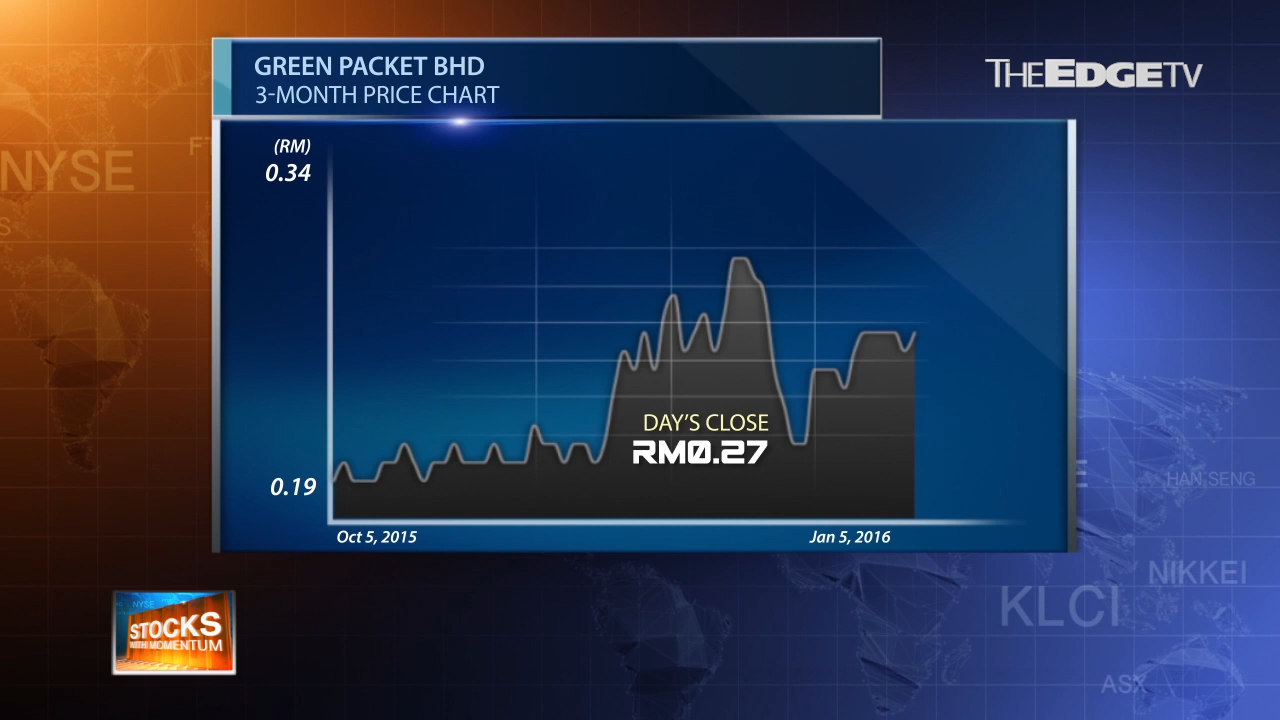 GREEN PACKET BHD
3-MONTH PRICE CHART
THEEDGETV
(RM)
0.34
NYSE
DAY'S CLOSE
RM0.27
0.19
HAN SENG
Oct 5, 2015
Jan 5, 2016
NIKKEI
KLCI
ASX
NYSE
STOCKS
WITH MOMENTUM